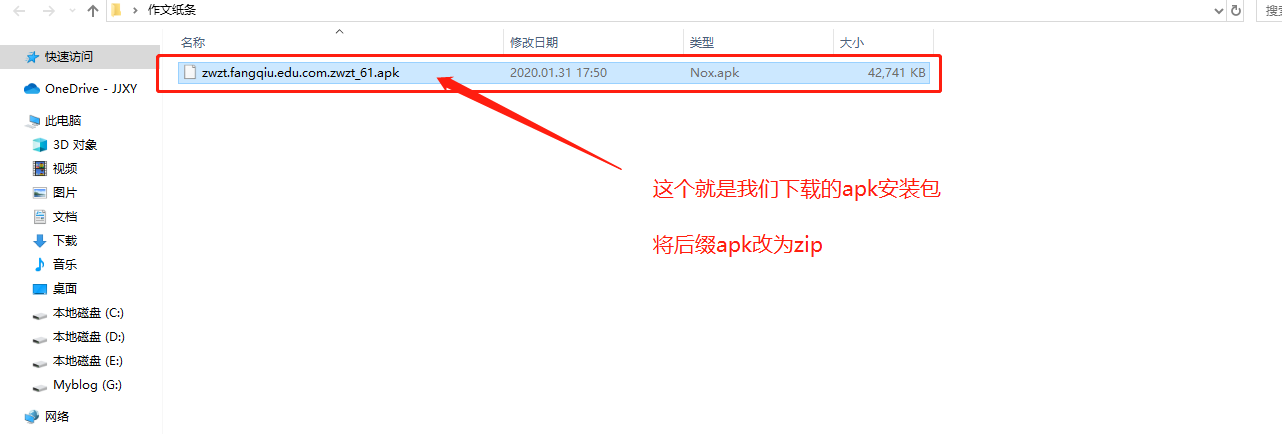 作文纸条
搜索
名称
修改日期
类型
大小
快速访问
zwzt.fangqiu.edu.com.zwzt_61.apk
2020.01.31 17:50
Nox.apk
42,741 KB
OneDrive - JJXY
此电脑
3D 对象
视频
图片
文档
下载
音乐
桌面
本地磁盘 (C:)
本地磁盘 (D:)
本地磁盘 (E:)
Myblog (G:)
网络
这个就是我们下载的apk安装包
将后缀apk改为zip